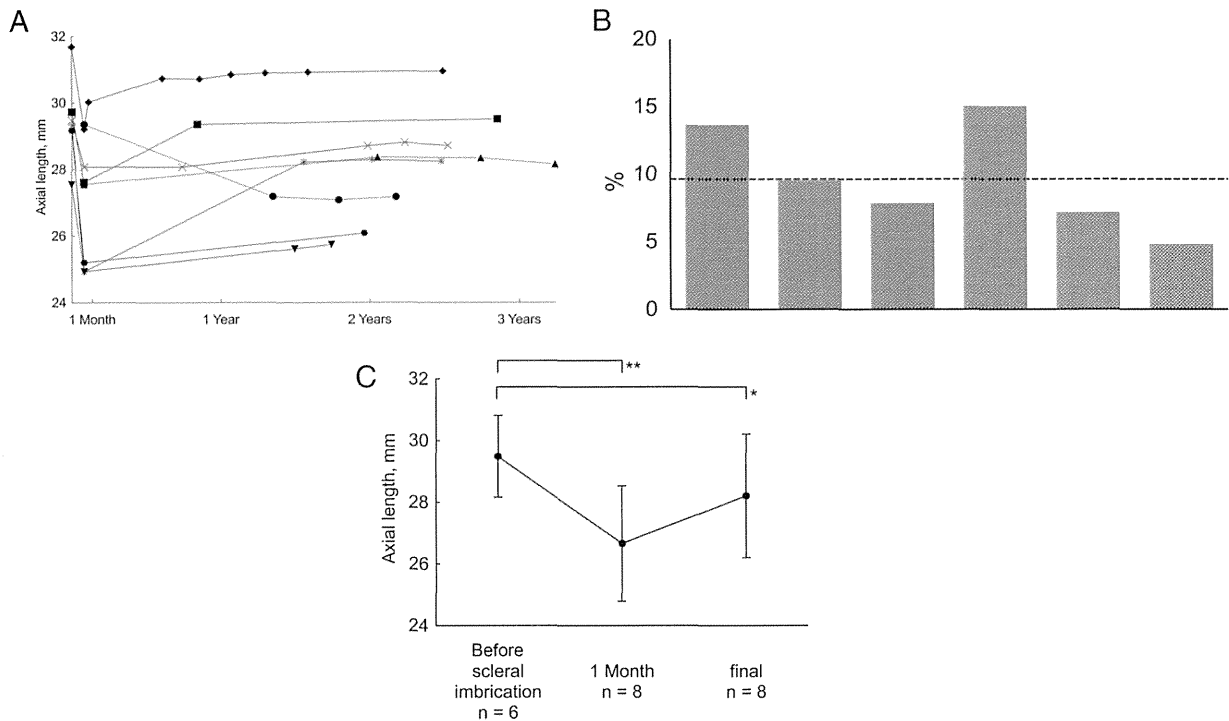 A
Axial length, mm
32
30
28
26
24
1 Month 1 Year 2 Years 3 Years
B
%
20
15
10
5
0
C
Axial length, mm
32
30
28
26
24
**
*
Before
scleral
imbrication
n = 6
1 Month
n = 8
final
n = 8